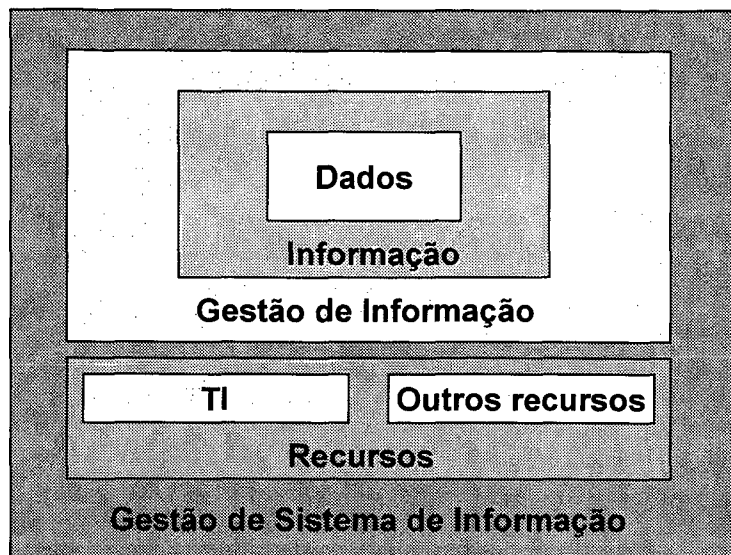 Dados
Informação
Gestão de Informação
TI
Outros recursos
Recursos
Gestão de Sistema de Informação